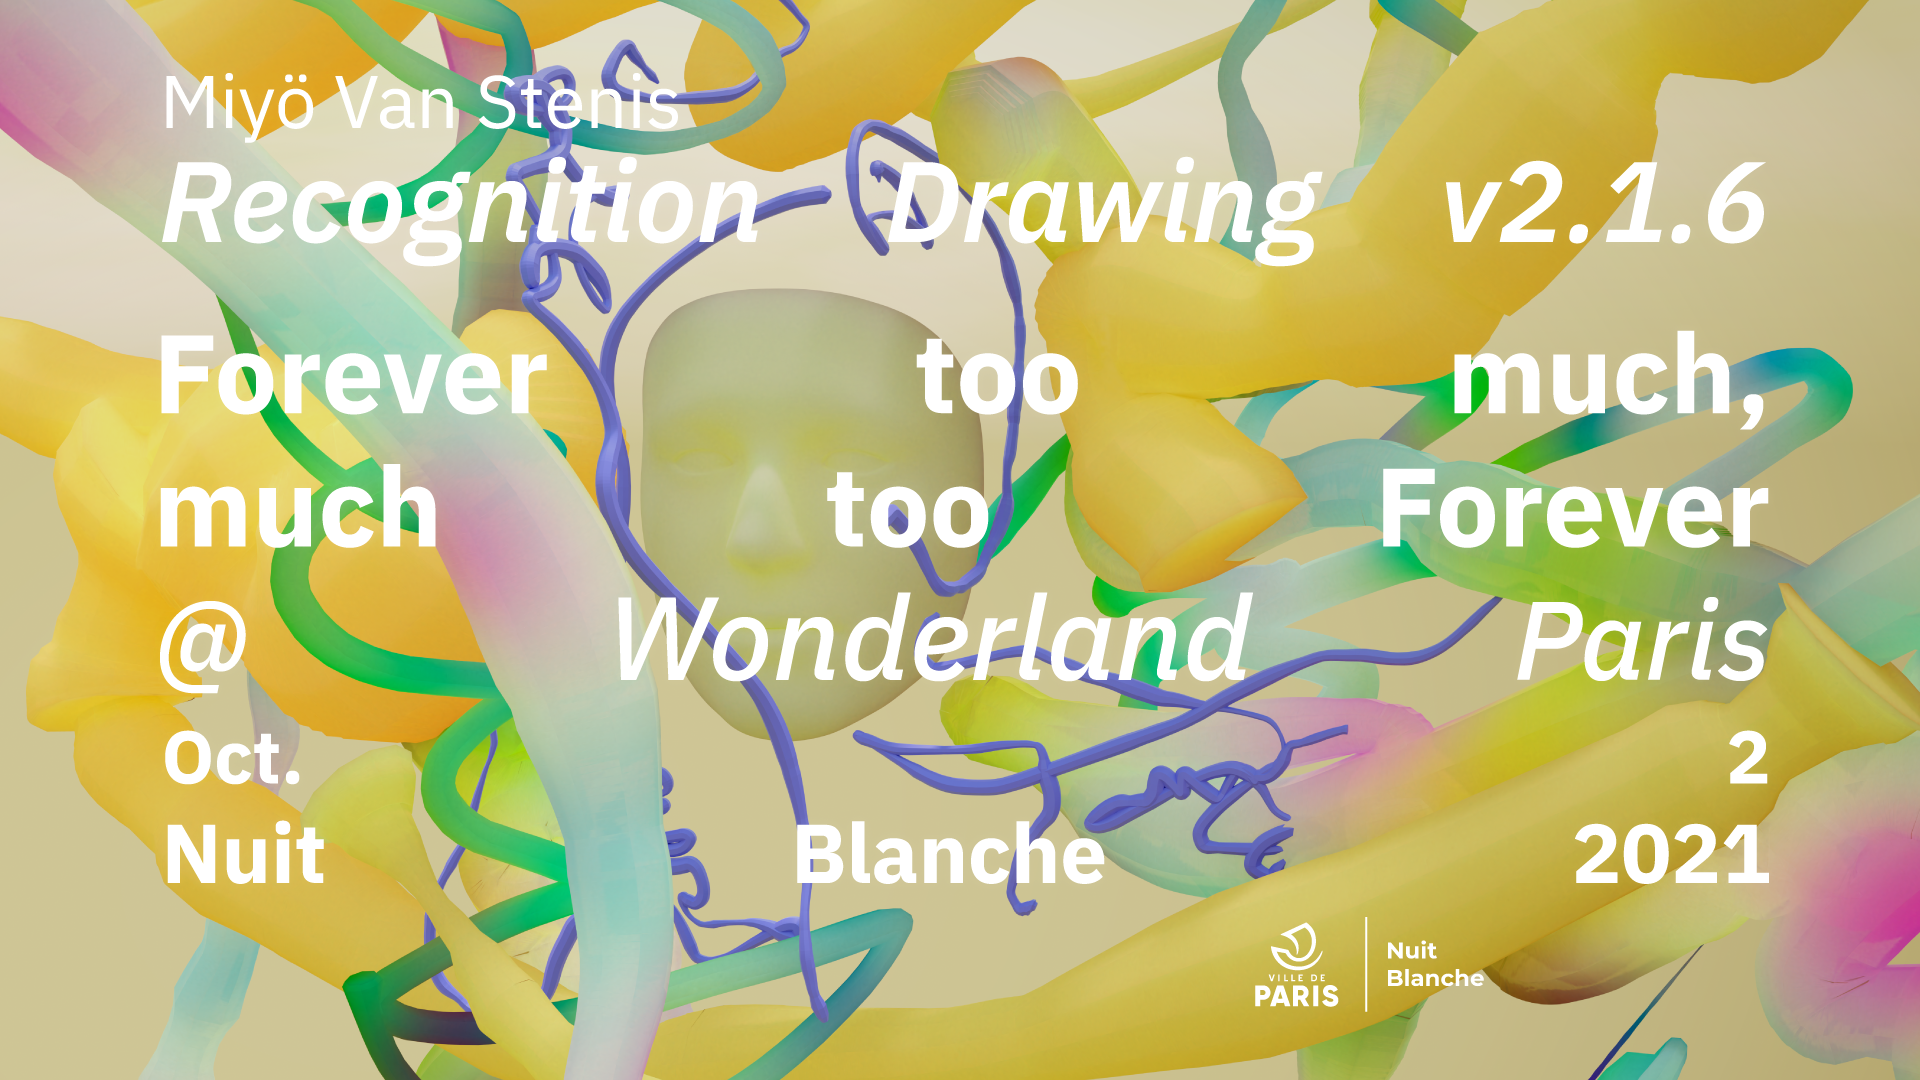 Miyö Van Stenis
Recognition Drawing v2.1.6
Forever too much,
much too Forever
@ Wonderland Paris
Oct. 2
Nuit Blanche 2021
VILLE DE
PARIS
Nuit
Blanche